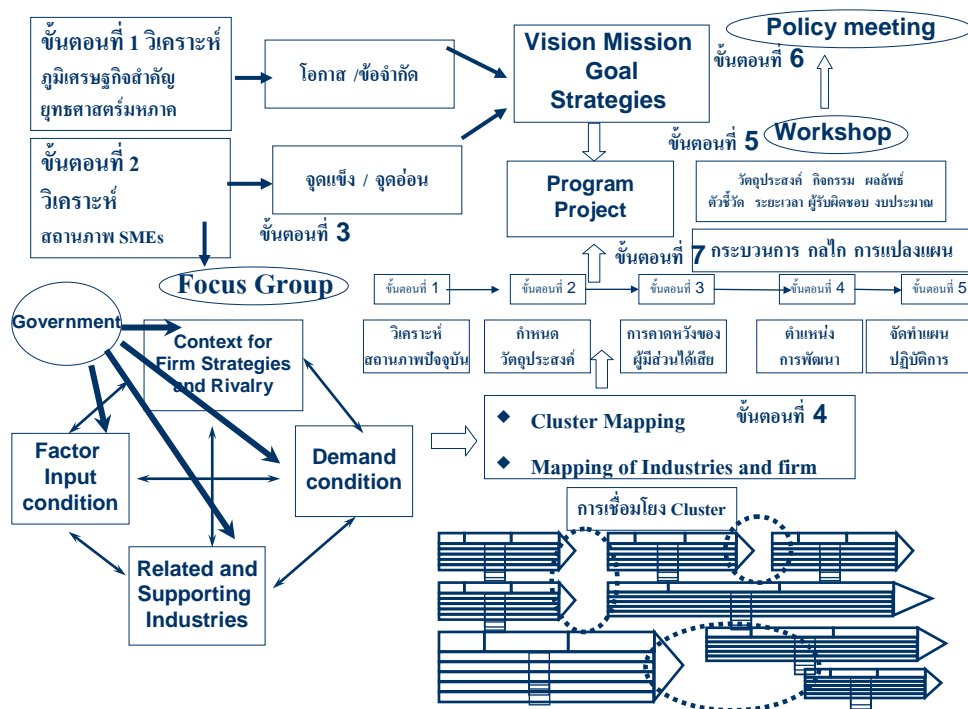 ขั้นตอนที่ 1 วิเคราะห์
ภูมิเศรษฐกิจสำคัญ
ยุทธศาสตร์มหภาค
โอกาส /ข้อจำกัด
Vision Mission
Goal
Strategies
Policy meeting
ขั้นตอนที่ 6
ขั้นตอนที่ 2
วิเคราะห์
สถานภาพ SMEs
จุดแข็ง / จุดอ่อน
ขั้นตอนที่ 3
Program
Project
ขั้นตอนที่ 5
Workshop
วัตถุประสงค์ กิจกรรม ผลลัพธ์
ตัวชี้วัด ระยะเวลา ผู้รับผิดชอบ งบประมาณ
ขั้นตอนที่ 7
กระบวนการ กลไก การแปลงแผน
Focus Group
ขั้นตอนที่ 1
ขั้นตอนที่ 2
ขั้นตอนที่ 3
ขั้นตอนที่ 4
ขั้นตอนที่ 5
วิเคราะห์
สถานภาพปัจจุบัน
กำหนด
วัตถุประสงค์
การคาดหวังของ
ผู้มีส่วนได้เสีย
ตำแหน่ง
การพัฒนา
จัดทำแผน
ปฏิบัติการ
Government
Context for
Firm Strategies
and Rivalry
Factor
Input
condition
Demand
condition
Related and
Supporting
Industries
ขั้นตอนที่ 4
◆ Cluster Mapping
◆ Mapping of Industries and firm
การเชื่อมโยง Cluster